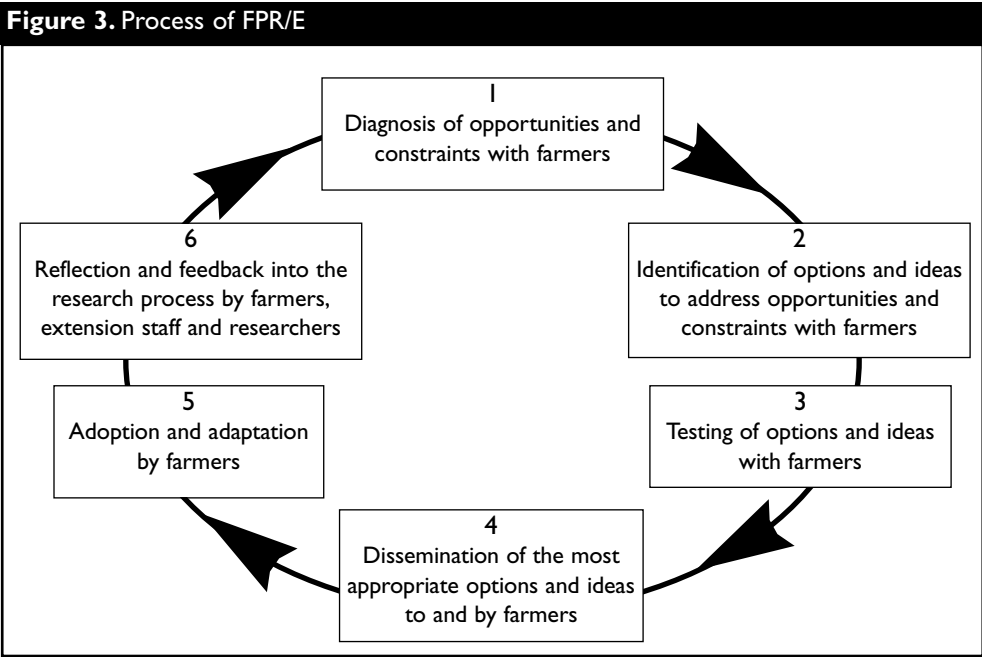 Figure 3. Process of FPR/E
1
Diagnosis of opportunities and
constraints with farmers
2
Identification of options and ideas
to address opportunities and
constraints with farmers
3
Testing of options and ideas
with farmers
4
Dissemination of the most
appropriate options and ideas
to and by farmers
5
Adoption and adaptation
by farmers
6
Reflection and feedback into the
research process by farmers,
extension staff and researchers